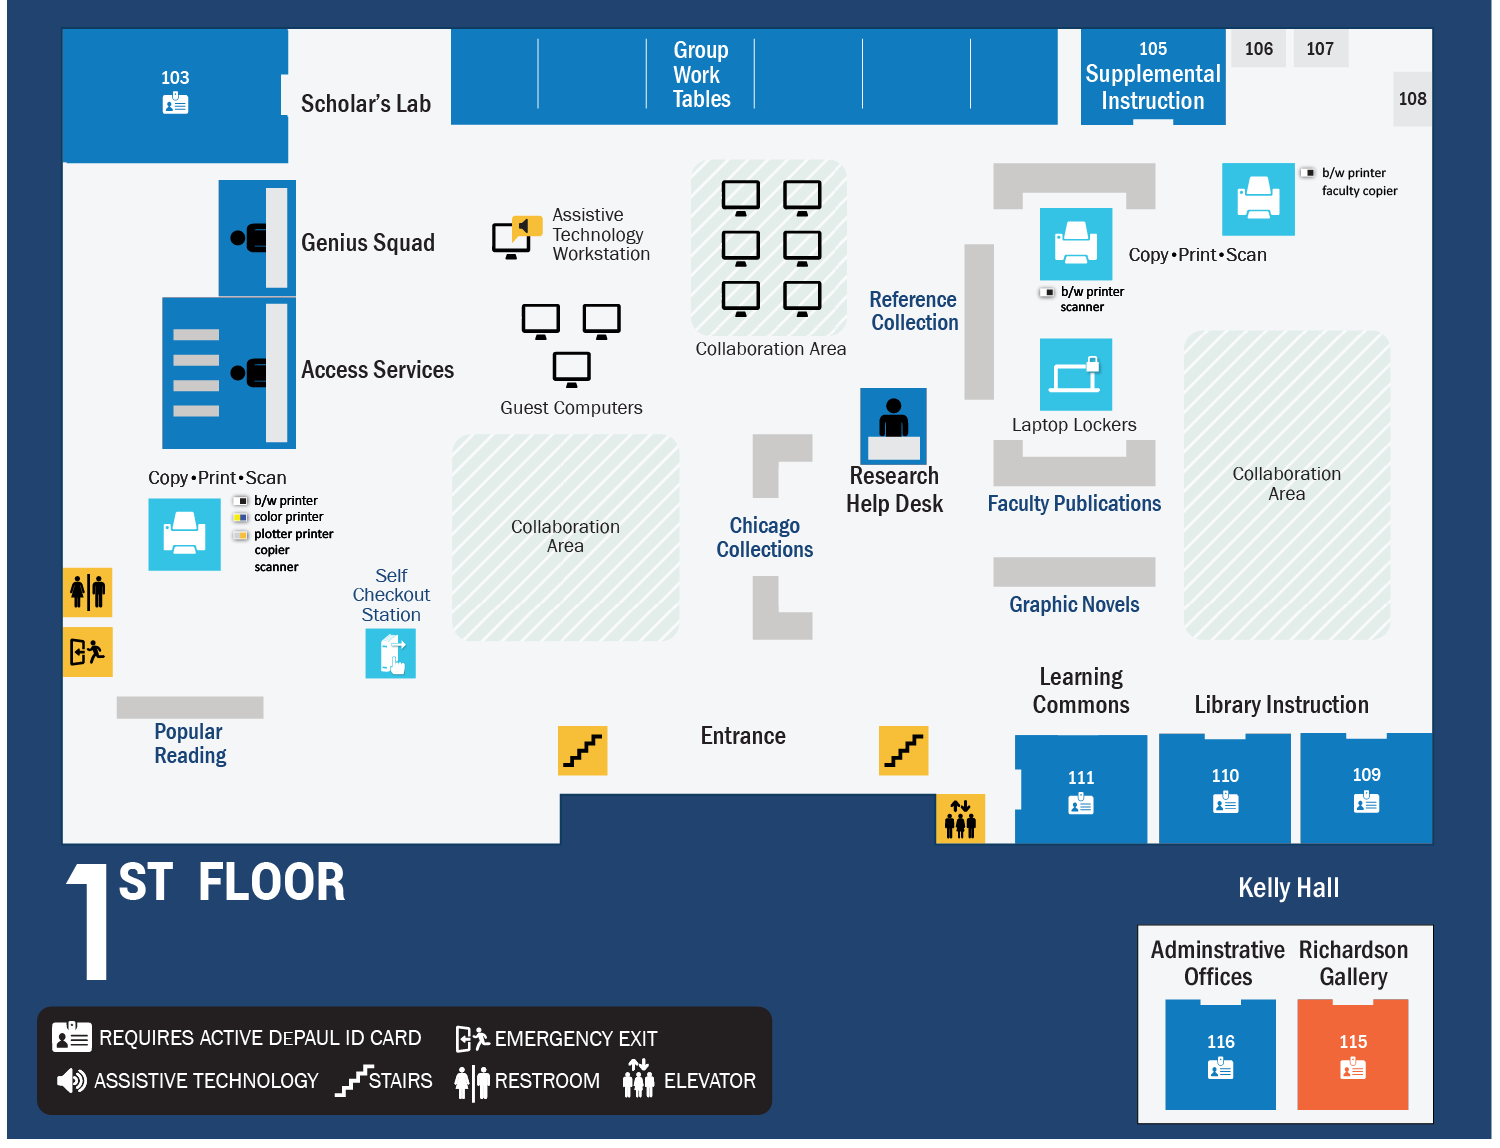 103
Scholar's Lab
Group
Work
Tables
105
Supplemental
Instruction
106
107
108
Genius Squad
Assistive
Technology
Workstation
b/w printer
faculty copier
Copy•Print•Scan
b/w printer
scanner
Reference
Collection
Collaboration Area
Access Services
Guest Computers
Laptop Lockers
Copy•Print•Scan
b/w printer
color printer
plotter printer
copier
scanner
Research
Help Desk
Collaboration
Area
Faculty Publications
Collaboration
Area
Chicago
Collections
Self
Checkout
Station
Graphic Novels
Popular
Reading
Entrance
Learning
Commons
Library Instruction
111
110
109
1ST FLOOR
Kelly Hall
Adminstrative
Offices
Richardson
Gallery
116
115
REQUIRES ACTIVE DEPAUL ID CARD
EMERGENCY EXIT
ASSISTIVE TECHNOLOGY
STAIRS
RESTROOM
ELEVATOR